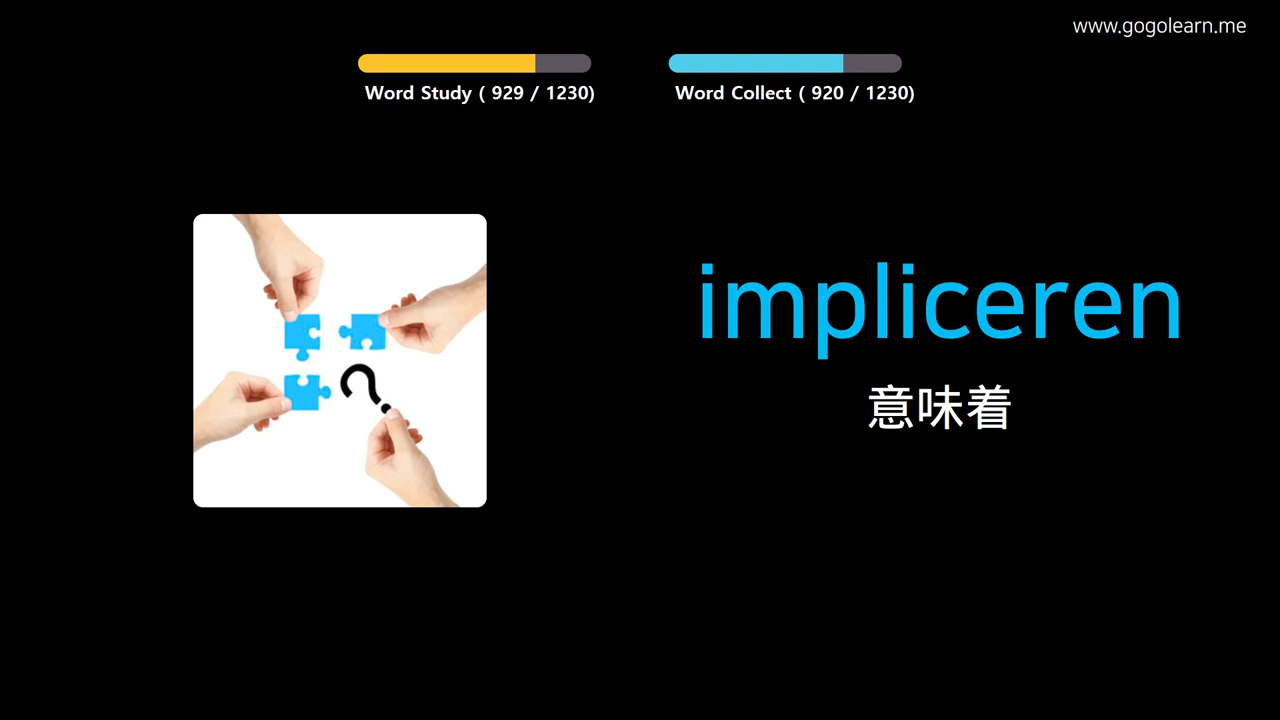 www.gogolearn.me
Word Study ( 929 / 1230)
Word Collect ( 920 / 1230)
impliceren
意味着
?